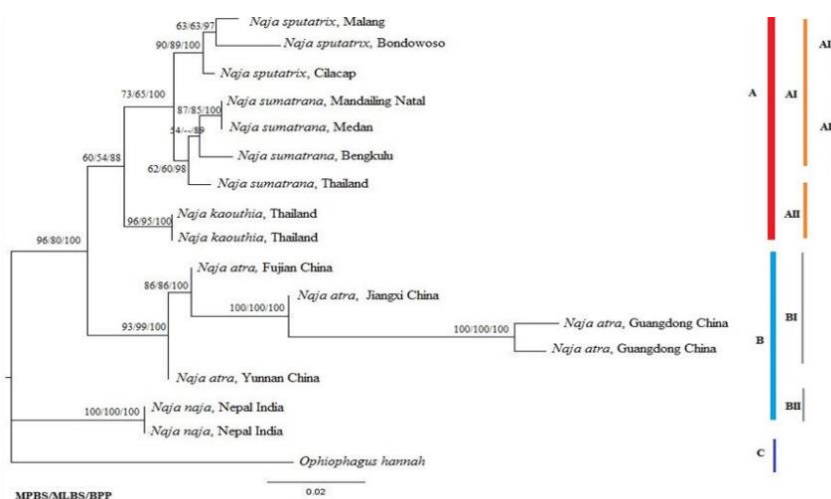 63/63/97
Naja sputatrix, Malang
90/89/100
Naja sputatrix, Bondowoso
AI
Naja sputatrix, Cilacap
73/65/100
A
AI
87/85/100
Naja sumatrana, Mandailing Natal
54/--/89
Naja sumatrana, Medan
Naja sumatrana, Bengkulu
60/54/88
62/60/98
Naja sumatrana, Thailand
96/95/100
Naja kaouthia, Thailand
AII
Naja kaouthia, Thailand
96/80/100
Naja atra, Fujian China
86/86/100
Naja atra, Jiangxi China
100/100/100
BI
93/99/100
100/100/100
Naja atra, Guangdong China
B
Naja atra, Guangdong China
Naja atra, Yunnan China
100/100/100
Naja naja, Nepal India
BII
Naja naja, Nepal India
C
Ophiophagus hannah
0.02
MPBS/MLBS/BPP